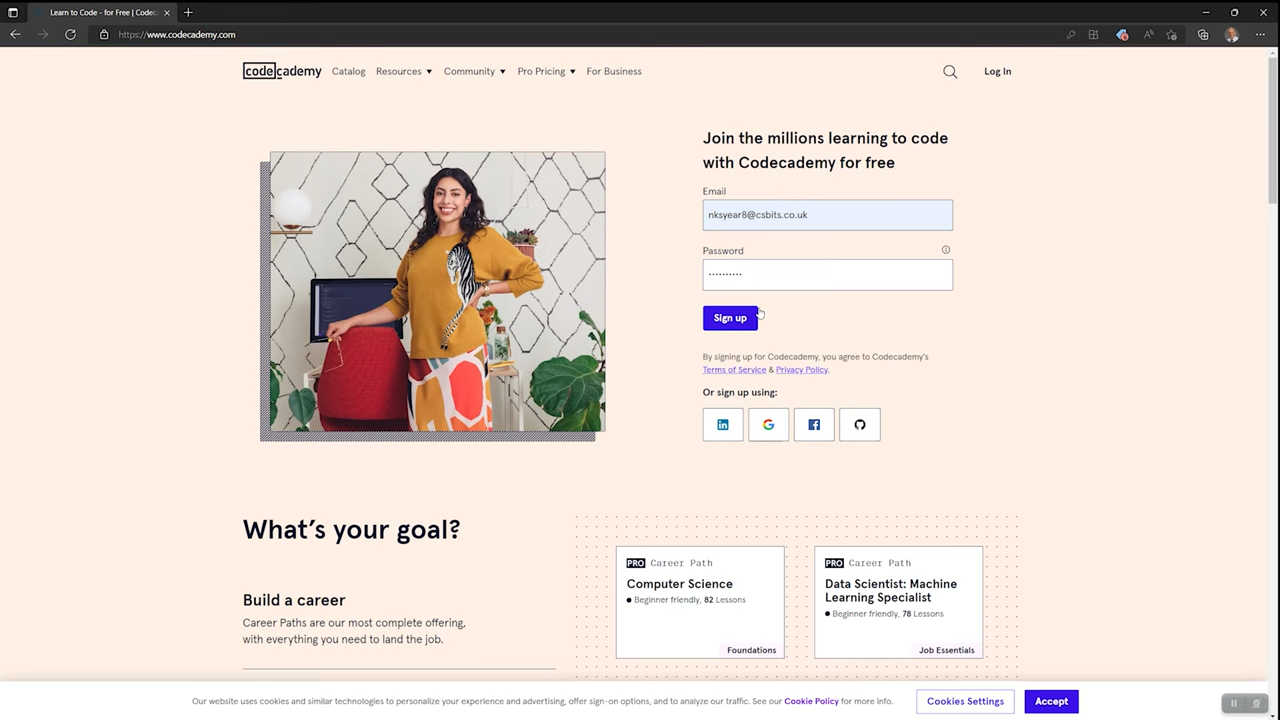 Learn to Code - for Free | Codec
https://www.codecademy.com
codecademy
Catalog
Resources
Community
Pro Pricing
For Business
Log In
Join the millions learning to code
with Codecademy for free
Email
nksyear8@csbits.co.uk
Password
Sign up
By signing up for Codecademy, you agree to Codecademy's
Terms of Service & Privacy Policy.
Or sign up using:
What's your goal?
Build a career
Career Paths are our most complete offering,
with everything you need to land the job.
PRO Career Path
Computer Science
Beginner friendly, 82 Lessons
Foundations
PRO Career Path
Data Scientist: Machine
Learning Specialist
Beginner friendly, 78 Lessons
Job Essentials
Our website uses cookies and similar technologies to personalize your experience and advertising, offer sign-on options, and to analyze our traffic. See our Cookie Policy for more info.
Cookies Settings
Accept